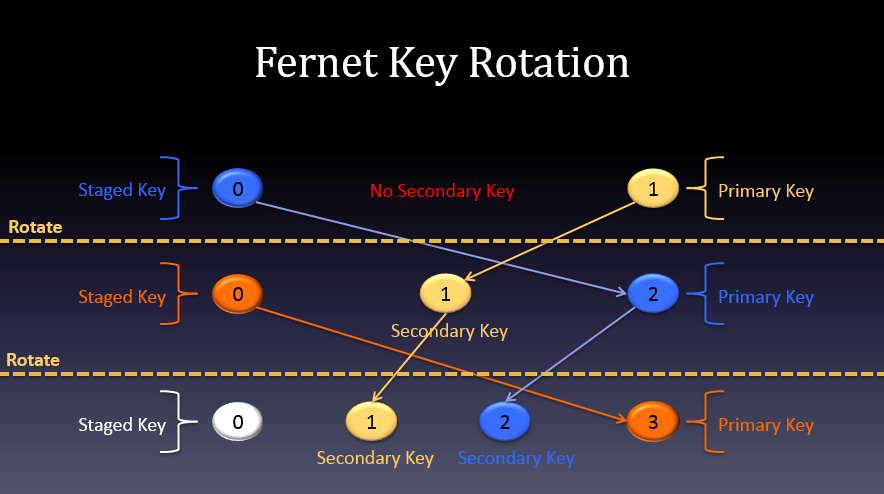 Fernet Key Rotation
Staged Key
0
No Secondary Key
1
Primary Key
Rotate
Staged Key
0
1
2
Primary Key
Secondary Key
Rotate
Staged Key
0
1
2
3
Primary Key
Secondary Key
Secondary Key